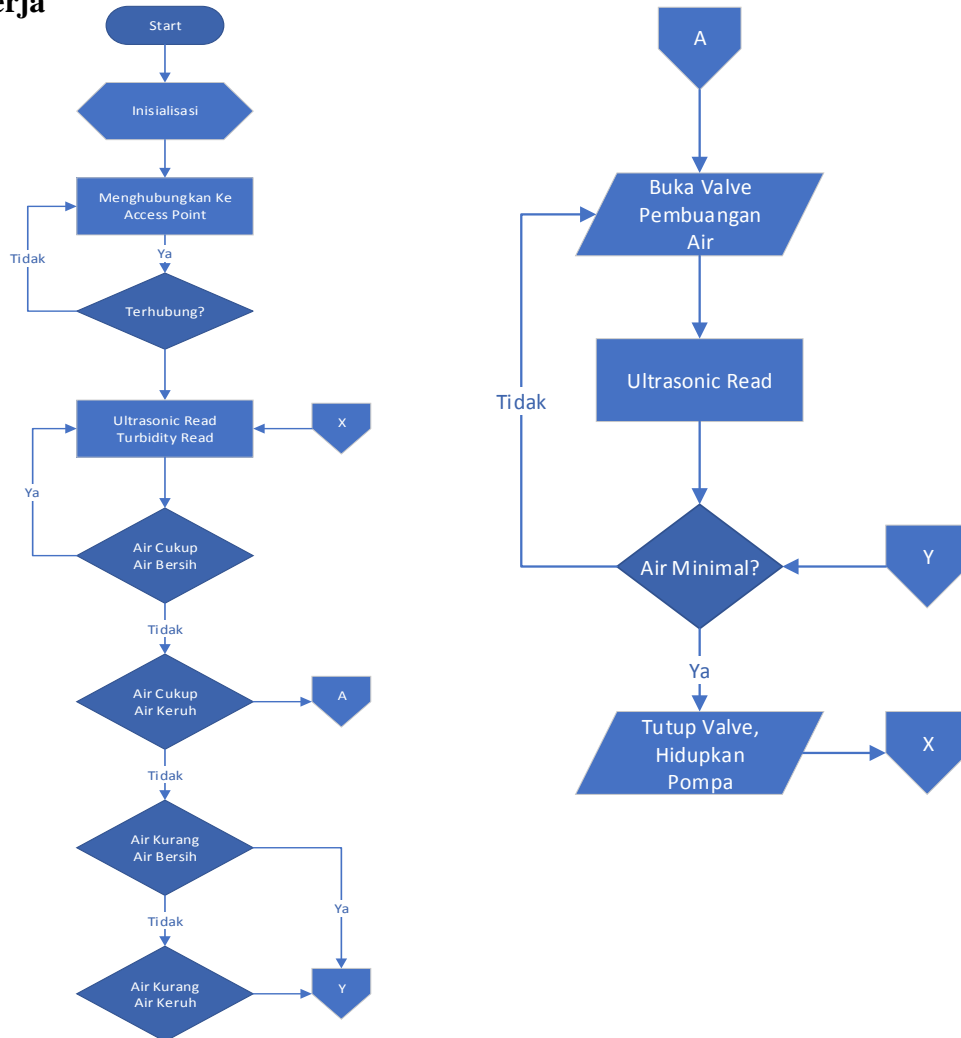 erja
Start
Inisialisasi
Menghubungkan Ke
Access Point
Tidak
Ya
Terhubung?
Ultrasonic Read
Turbidity Read
X
Ya
Air Cukup
Air Bersih
Tidak
Air Cukup
Air Keruh
A
Tidak
Air Kurang
Air Bersih
Ya
Tidak
Air Kurang
Air Keruh
Y
A
Buka Valve
Pembuangan
Air
Ultrasonic Read
Tidak
Air Minimal?
Y
Ya
Tutup Valve,
Hidupkan
Pompa
X